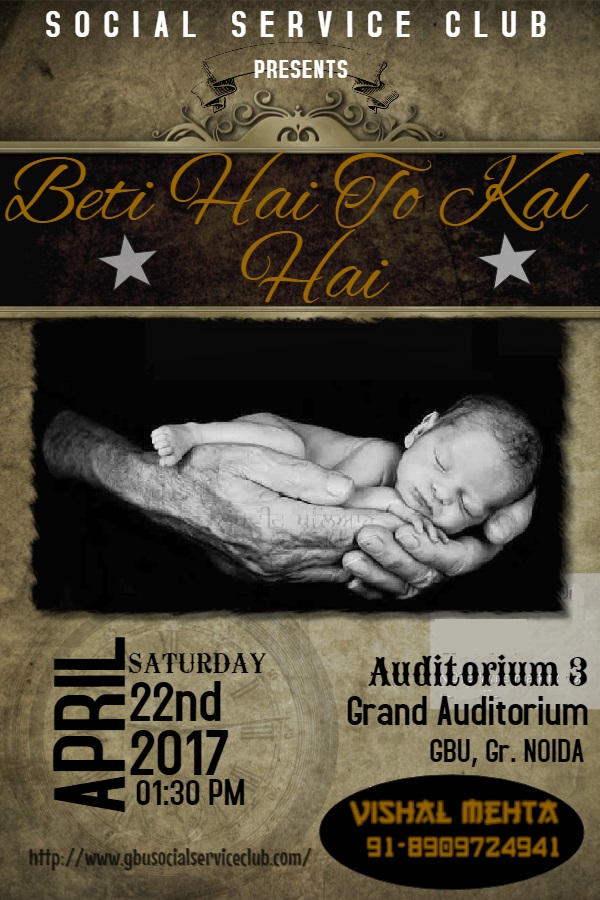 SOCIAL SERVICE CLUB
PRESENTS
Beti Hai To Kal
Hai
APRIL
SATURDAY
22nd
2017
01:30 PM
Auditorium 3
Grand Auditorium
GBU, Gr. NOIDA
VISHAL MEHTA
91-8909724941
http://www.gbusocialserviceclub.com/